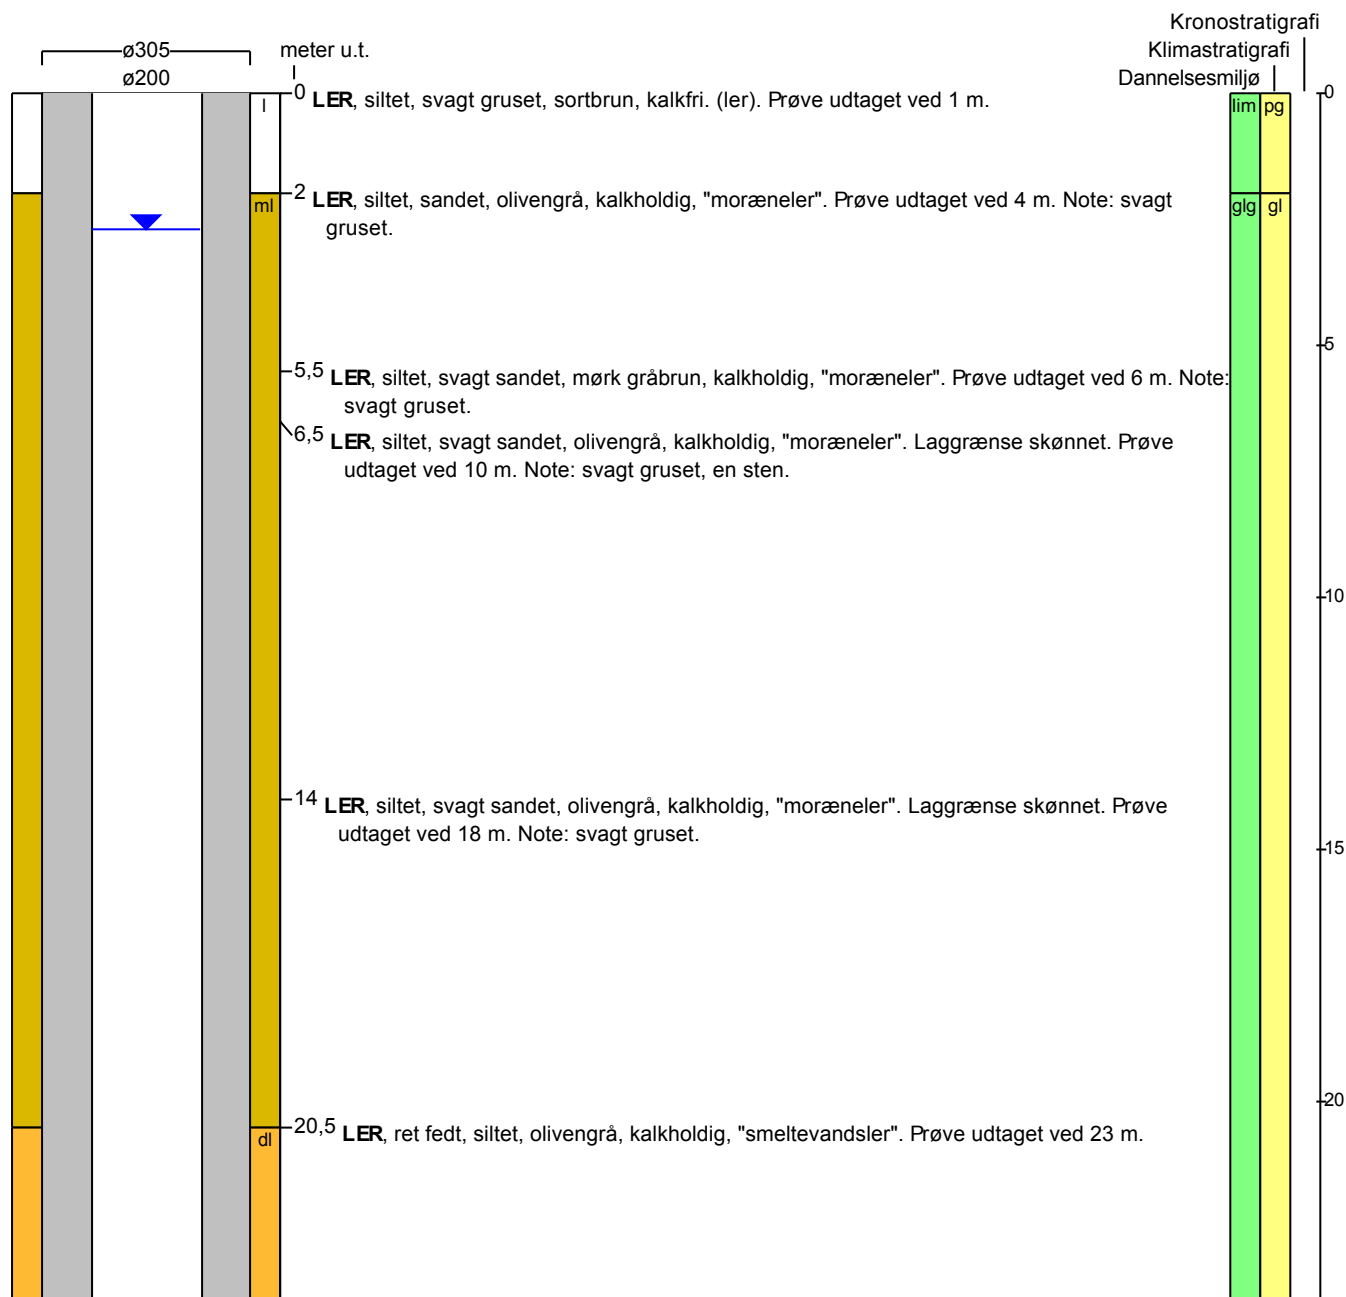 Kronostratigrafi
ø305 meter u.t. Klimastratigrafi
ø200 Dannelsesmiljø
l 0 LER, siltet, svagt gruset, sortbrun, kalkfri. (ler). Prøve udtaget ved 1 m. lim pg 0
ml 2 LER, siltet, sandet, olivengrå, kalkholdig, "moræneler". Prøve udtaget ved 4 m. Note: svagt glg gl
gruset.
5
5,5 LER, siltet, svagt sandet, mørk gråbrun, kalkholdig, "moræneler". Prøve udtaget ved 6 m. Note:
svagt gruset.
6,5 LER, siltet, svagt sandet, olivengrå, kalkholdig, "moræneler". Laggrænse skønnet. Prøve
udtaget ved 10 m. Note: svagt gruset, en sten.
10
14 LER, siltet, svagt sandet, olivengrå, kalkholdig, "moræneler". Laggrænse skønnet. Prøve
udtaget ved 18 m. Note: svagt gruset.
15
20
dl 20,5 LER, ret fedt, siltet, olivengrå, kalkholdig, "smeltevandsler". Prøve udtaget ved 23 m.